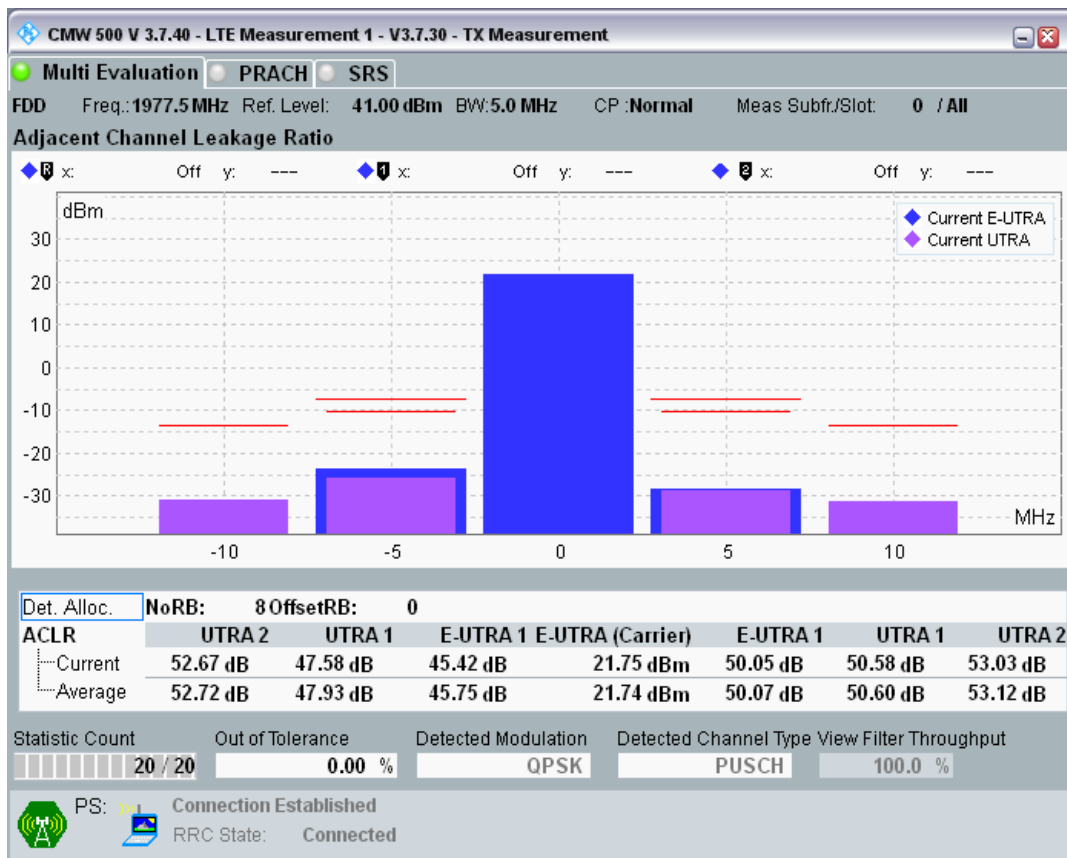 CMW 500 V 3.7.40 - LTE Measurement 1 - V3.7.30 - TX Measurement
Multi Evaluation PRACH SRS
FDD Freq.: 1977.5 MHz Ref. Level: 41.00 dBm BW: 5.0 MHz CP : Normal Meas Subfr./Slot: 0 / All
Adjacent Channel Leakage Ratio
R x: Off y: --- 1 x: Off y: --- 2 x: Off y: ---
dBm
Current E-UTRA
Current UTRA
30
20
10
0
-10
-20
-30
MHz
-10 -5 0 5 10
Det. Alloc. NoRB: 8 OffsetRB: 0
ACLR UTRA 2 UTRA 1 E-UTRA 1 E-UTRA (Carrier) E-UTRA 1 UTRA 1 UTRA 2
Current 52.67 dB 47.58 dB 45.42 dB 21.75 dBm 50.05 dB 50.58 dB 53.03 dB
Average 52.72 dB 47.93 dB 45.75 dB 21.74 dBm 50.07 dB 50.60 dB 53.12 dB
Statistic Count Out of Tolerance Detected Modulation Detected Channel Type View Filter Throughput
20 / 20 0.00 % QPSK PUSCH 100.0 %
PS: Connection Established
RRC State: Connected